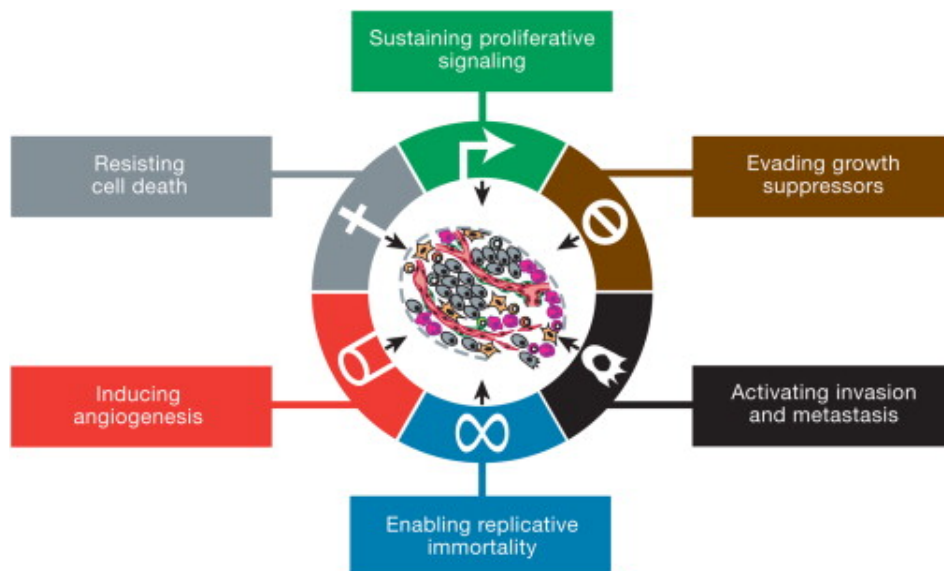 Sustaining proliferative
signaling
Resisting
cell death
Evading growth
suppressors
Inducing
angiogenesis
Activating invasion
and metastasis
Enabling replicative
immortality